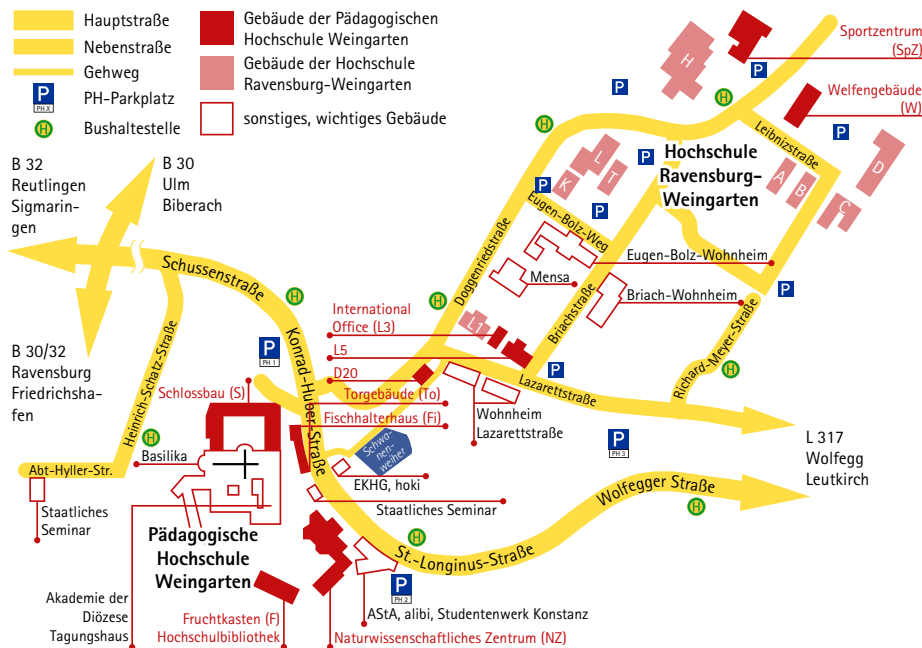 Hauptstraße
Nebenstraße
Gehweg
P
PH X
PH-Parkplatz
H
Bushaltestelle
Gebäude der Pädagogischen
Hochschule Weingarten
Gebäude der Hochschule
Ravensburg-Weingarten
sonstiges, wichtiges Gebäude
Sportzentrum
(SpZ)
Welfengebäude
(W)
H
P
P
P
P
H
H
Leibnizstraße
Hochschule
Ravensburg-
Weingarten
A
B
C
D
K
L
T
P
P
Eugen-Bolz-Weg
Eugen-Bolz-Wohnheim
Mensa
Briach-Wohnheim
P
B 32
Reutlingen
Sigmarin-
gen
B 30
Ulm
Biberach
B 30/32
Ravensburg
Friedrichsha-
fen
Schussenstraße
H
Konrad-Huber-Straße
Heinrich-Schatz-Straße
Doggenriedstraße
Briachstraße
Richard-Meyer-Straße
H
H
International
Office (L3)
L1
L5
P
PH 1
D20
P
Lazarettstraße
Schlossbau (S)
Torgebäude (To)
Fischhalterhaus (Fi)
Wohnheim
Lazarettstraße
H
Basilika
Schwa-
nen-
weiher
P
PH 3
L 317
Wolfegg
Leutkirch
Abt-Hyller-Str.
EKHG, hoki
Staatliches
Seminar
Staatliches Seminar
Wolfegger Straße
H
Pädagogische
Hochschule
Weingarten
H
St.-Longinus-Straße
P
PH 2
Akademie der
Diözese
Tagungshaus
Fruchtkasten (F)
Hochschulbibliothek
AStA, alibi, Studentenwerk Konstanz
Naturwissenschaftliches Zentrum (NZ)